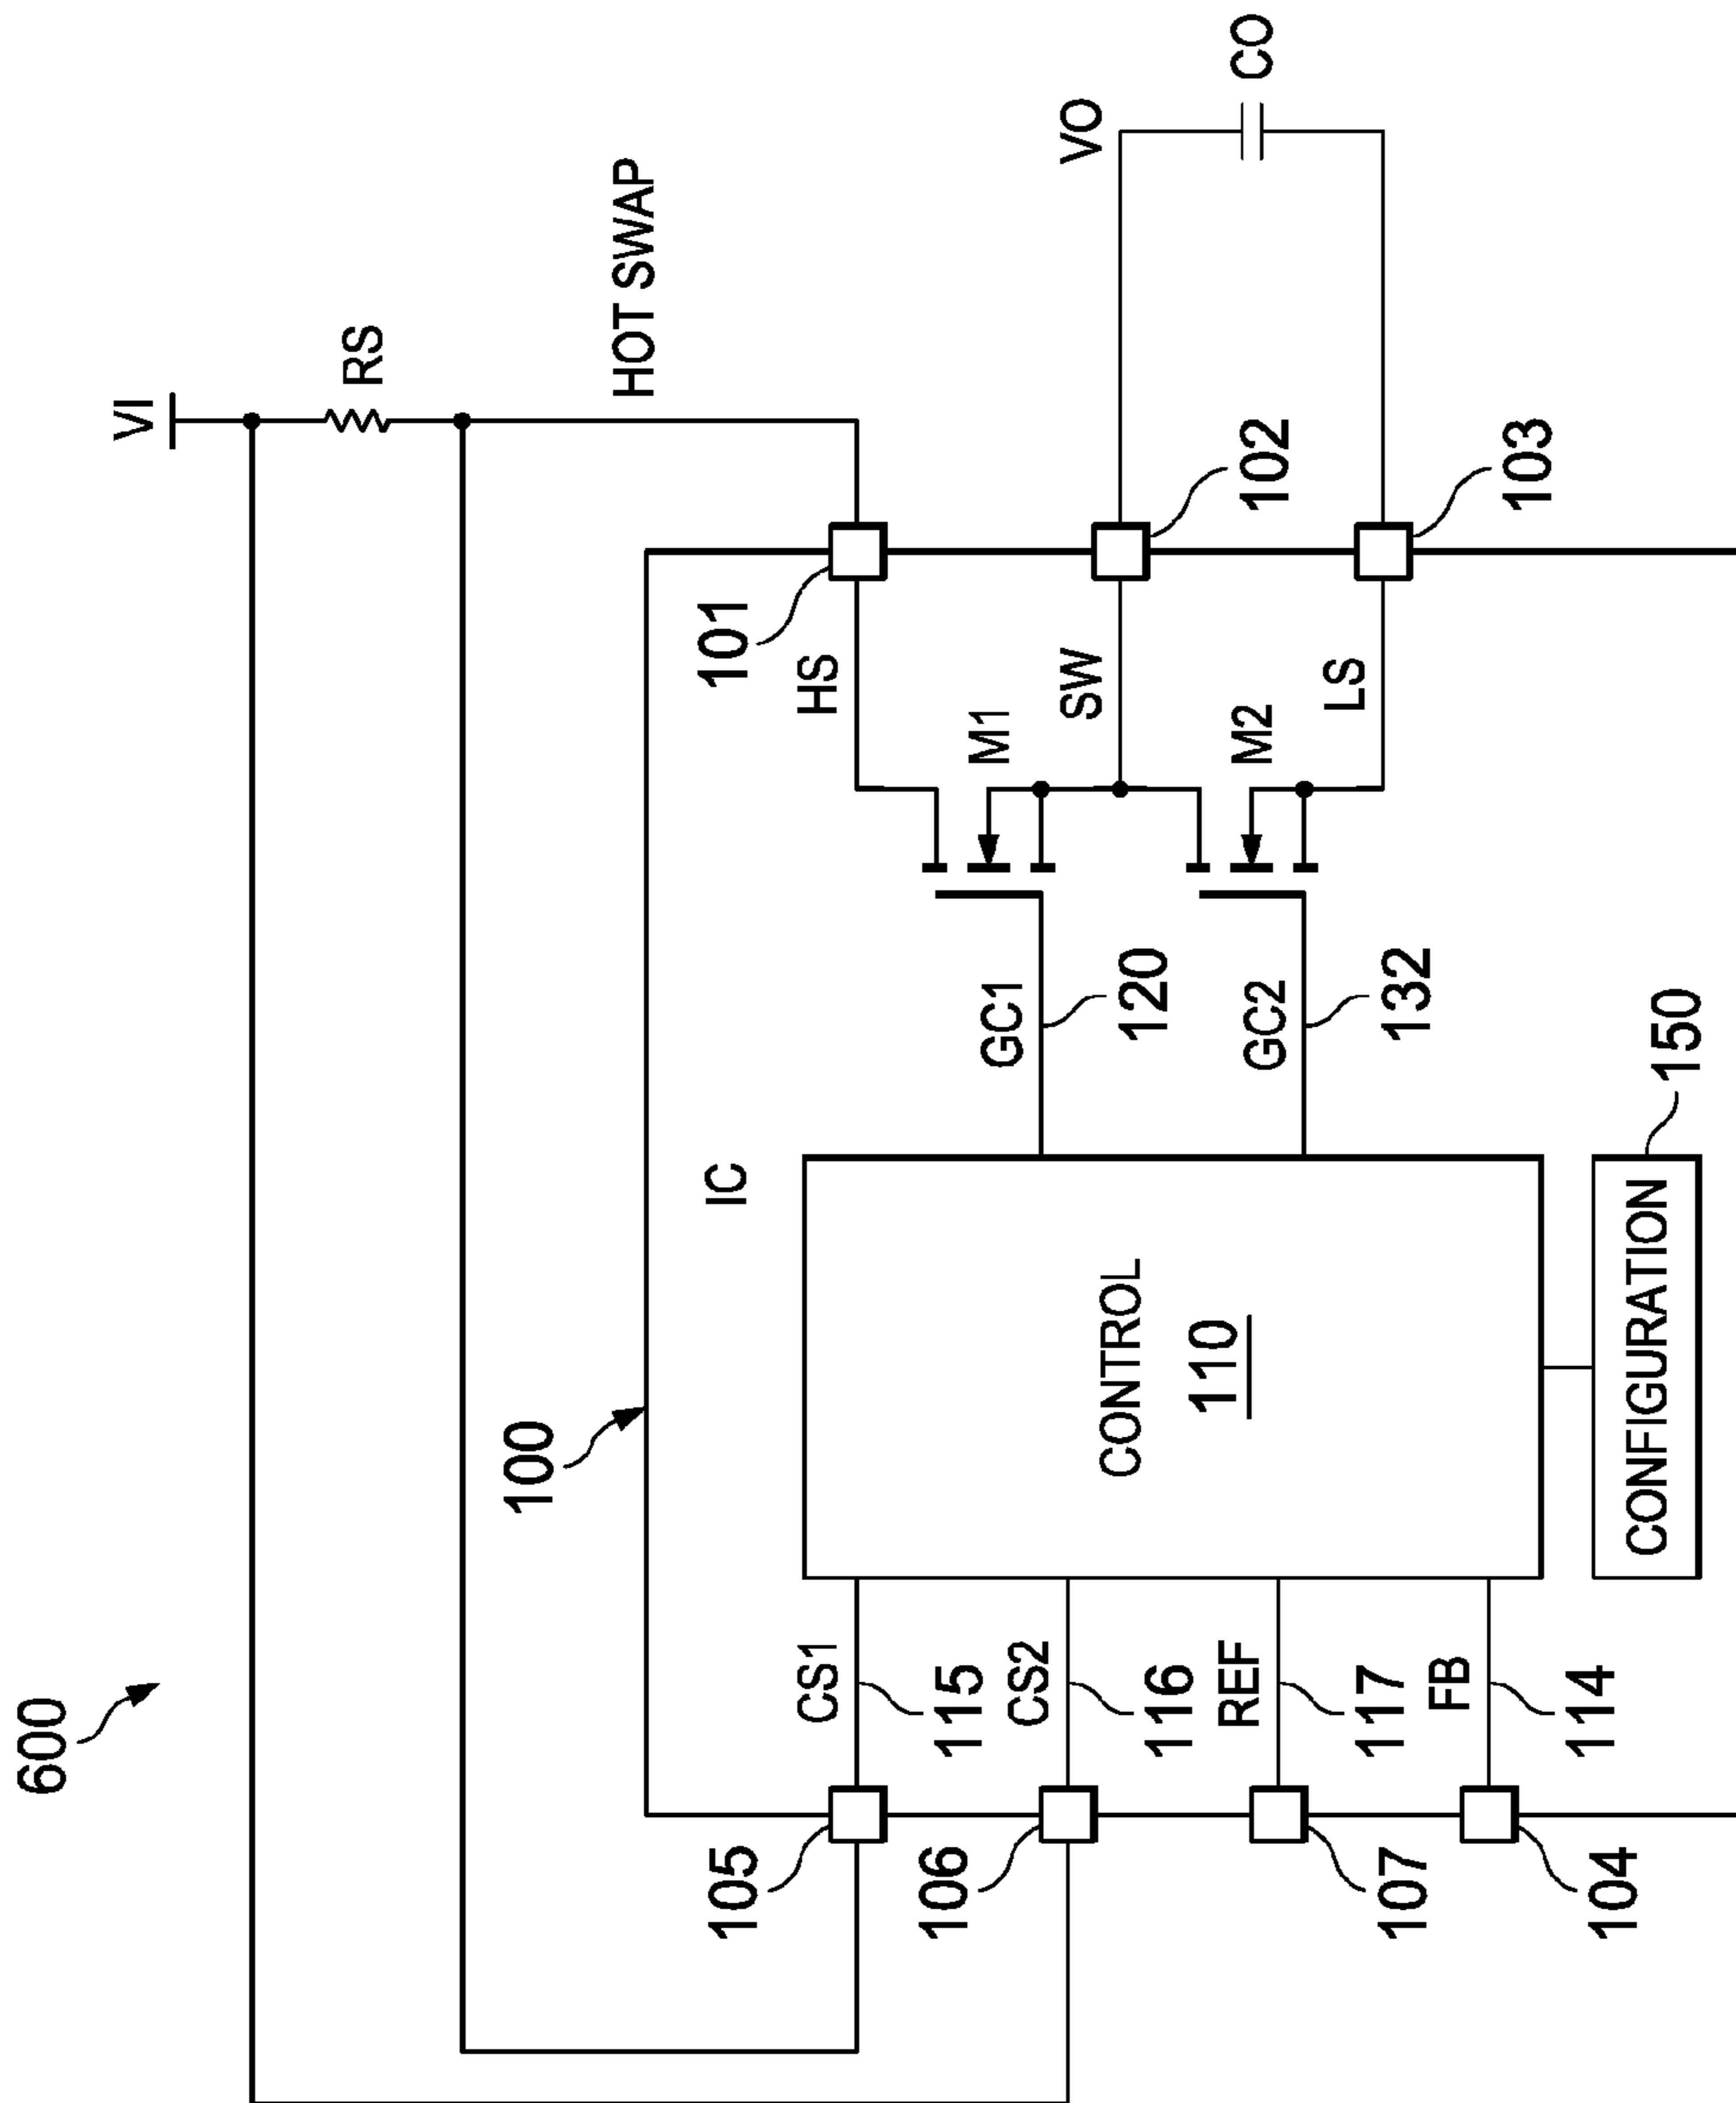 600
VI
RS
HOT SWAP
100
IC
101
HS
M1
SW
VO
CO
102
M2
LS
103
GC1
120
GC2
132
CONTROL
110
CONFIGURATION
150
CS1
115
CS2
116
REF
117
FB
114
105
106
107
104